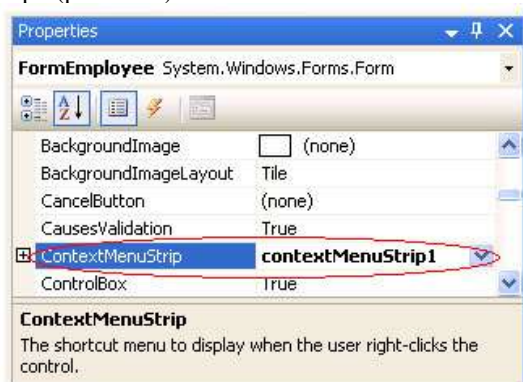 Properties
FormEmployee System.Windows.Forms.Form
BackgroundImage (none)
BackgroundImageLayout Tile
CancelButton (none)
CausesValidation True
ContextMenuStrip contextMenuStrip1
ControlBox True
ContextMenuStrip
The shortcut menu to display when the user right-clicks the
control.